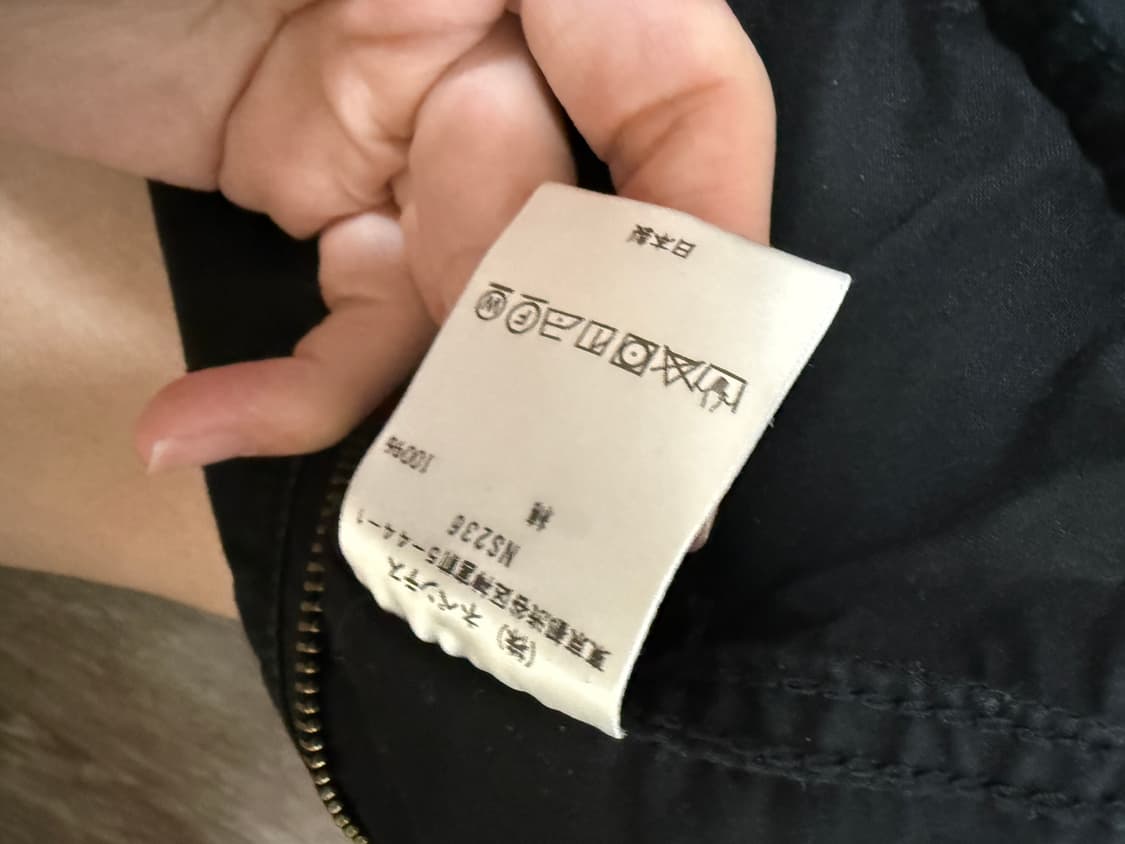 綿 100%
Ⓕ Ⓦ
日本製
NS236
(株) ネペンテス
東京都渋谷区神宮前5-44-1